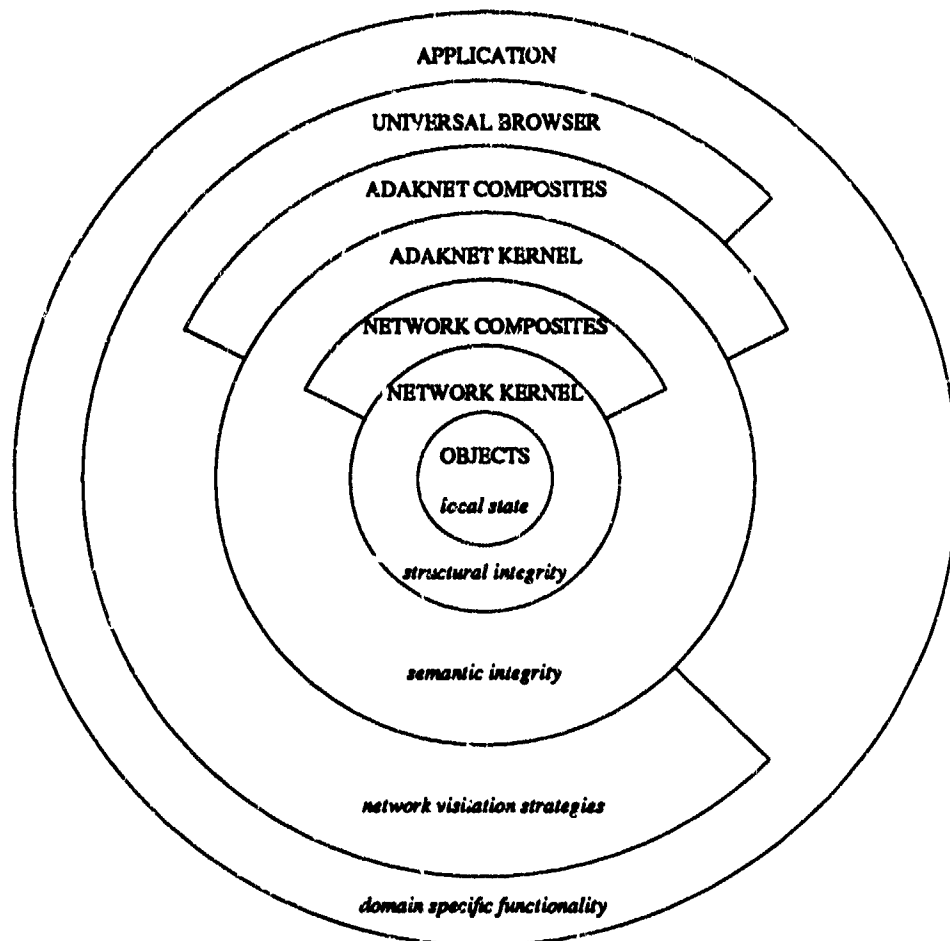 APPLICATION
UNIVERSAL BROWSER
ADAKNET COMPOSITES
ADAKNET KERNEL
NETWORK COMPOSITES
NETWORK KERNEL
OBJECTS
local state
structural integrity
semantic integrity
network visitation strategies
domain specific functionality